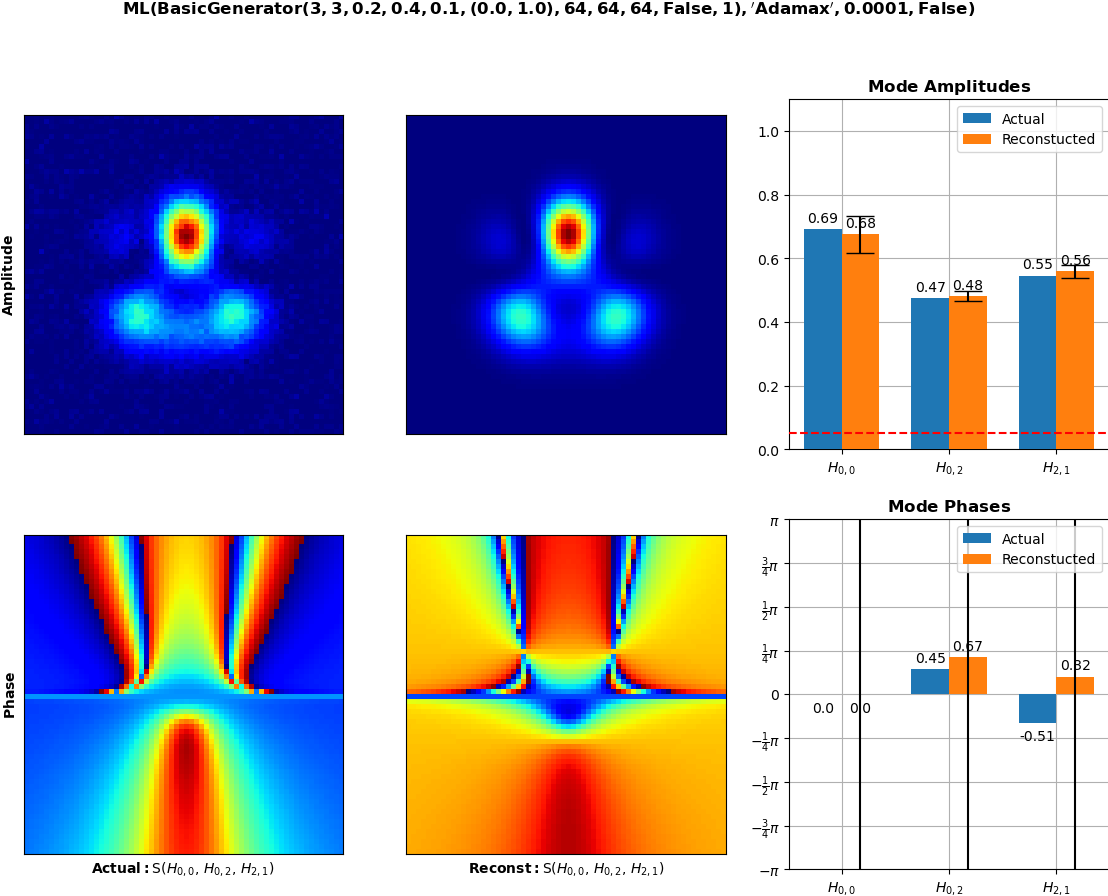 ML(BasicGenerator(3, 3, 0.2, 0.4, 0.1, (0.0, 1.0), 64, 64, 64, False, 1), ′Adamax′, 0.0001, False)
Amplitude
Mode Amplitudes
Actual
Reconstucted
1.0
0.8
0.6
0.4
0.2
0.0
0.69
0.68
0.47
0.48
0.55
0.56
H0,0
H0,2
H2,1
Phase
Actual: S(H0,0, H0,2, H2,1)
Reconst: S(H0,0, H0,2, H2,1)
Mode Phases
Actual
Reconstucted
π
3/4π
1/2π
1/4π
0
−1/4π
−1/2π
−3/4π
−π
0.0
0.0
0.45
0.67
-0.51
0.32
H0,0
H0,2
H2,1